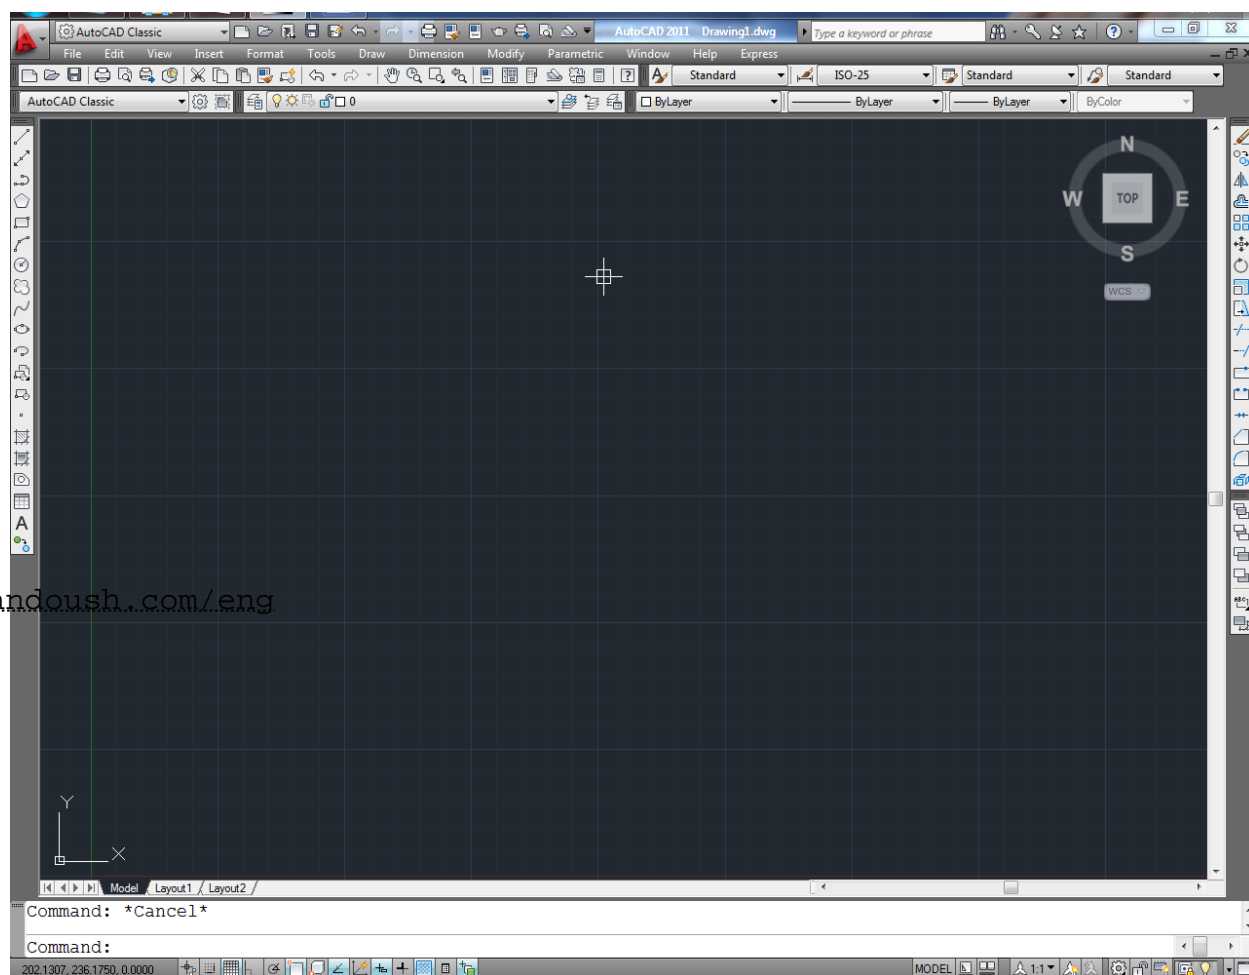 AutoCAD Classic
AutoCAD 2011 Drawing1.dwg
Type a keyword or phrase
File Edit View Insert Format Tools Draw Dimension Modify Parametric Window Help Express
Standard ISO-25 Standard Standard
AutoCAD Classic 0 ByLayer ByLayer ByLayer ByColor
N
W TOP E
S
WCS
A
andoush.com/eng
Y
X
Model Layout1 Layout2
Command: *Cancel*
Command:
202.1307, 236.1750, 0.0000 MODEL 1:1